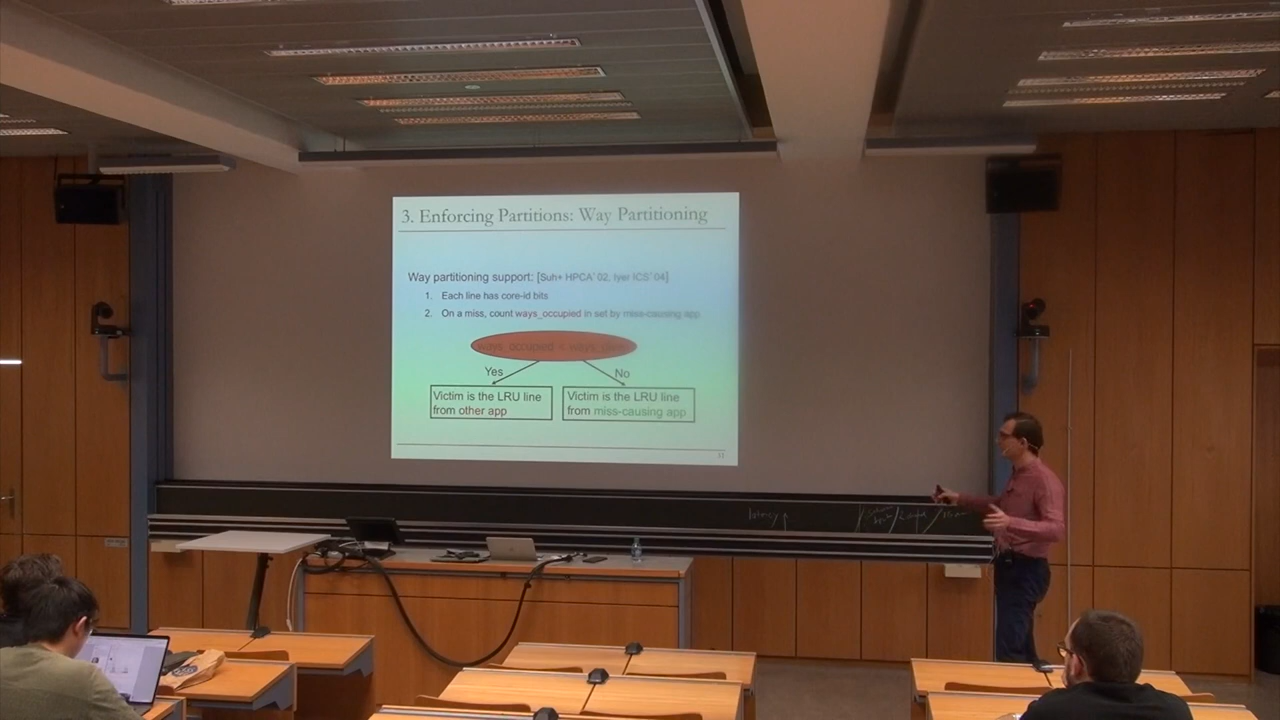 3. Enforcing Partitions: Way Partitioning
Way partitioning support: [Suh+ HPCA'02, Iyer ICS'04]
1. Each line has core-id bits
2. On a miss, count ways_occupied in set by miss-causing app
ways_occupied <
Yes
No
Victim is the LRU line
from other app
Victim is the LRU line
from miss-causing app